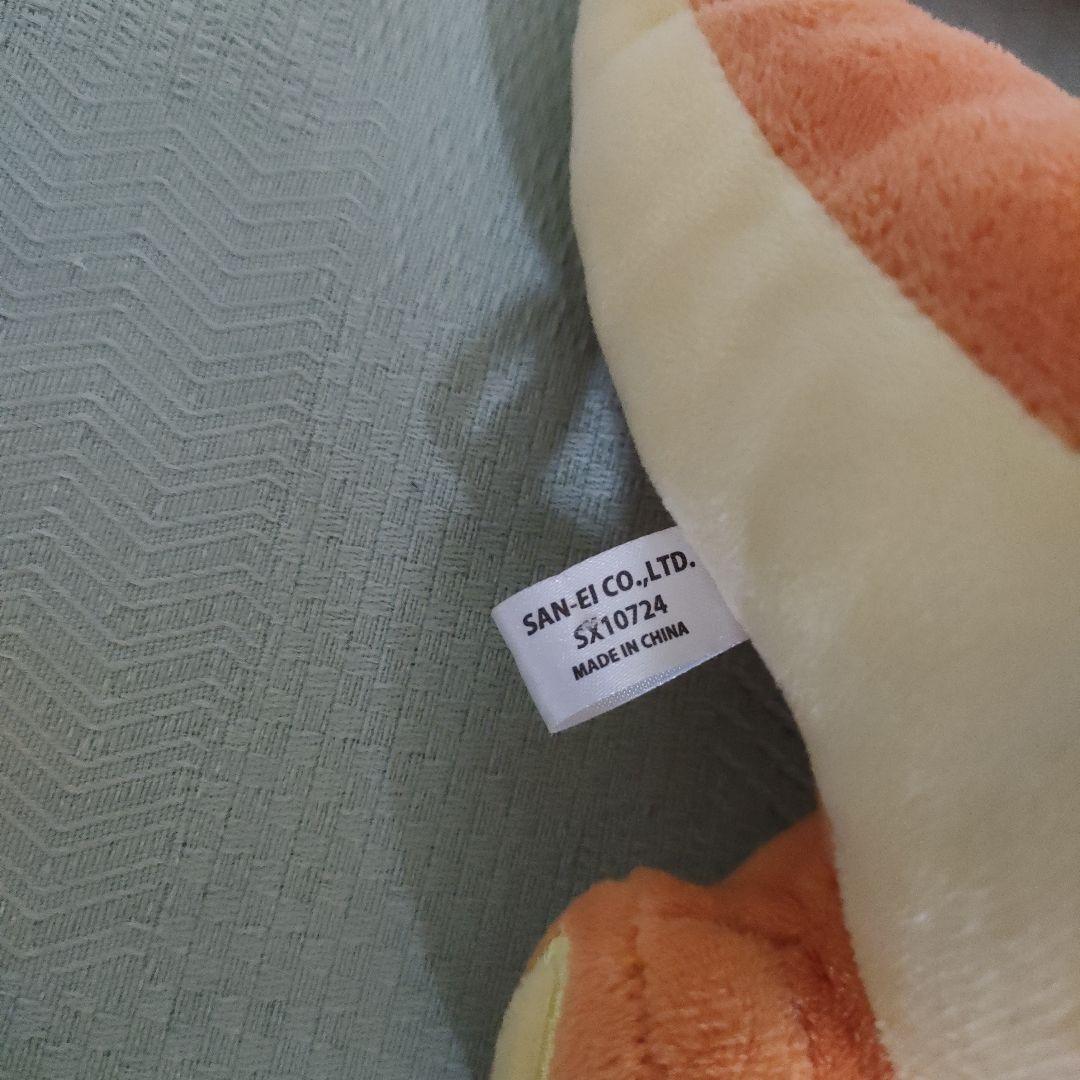 SAN-EI CO.,LTD.
SX10724
MADE IN CHINA